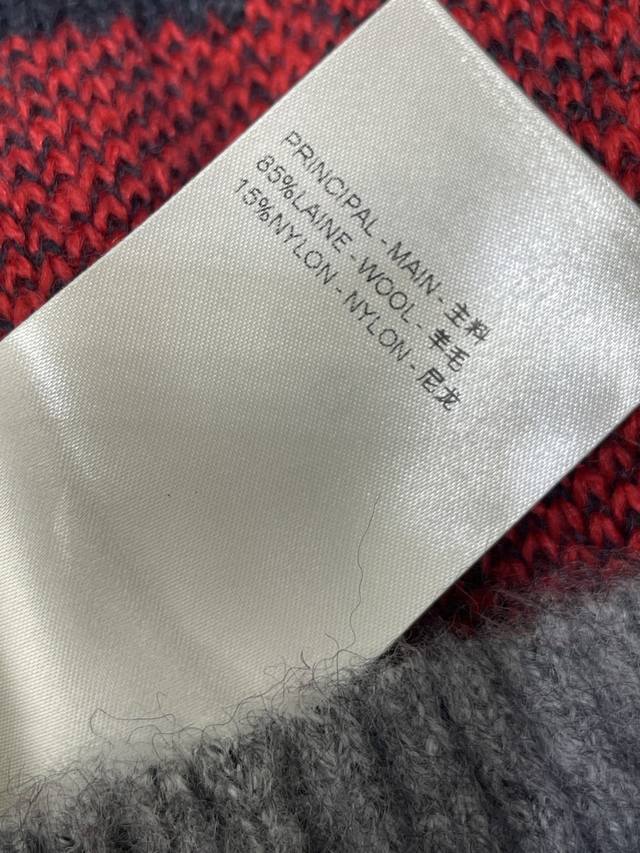 PRINCIPAL - MAIN - 主料
85%LAINE - WOOL - 羊毛
15%NYLON - NYLON - 尼龙